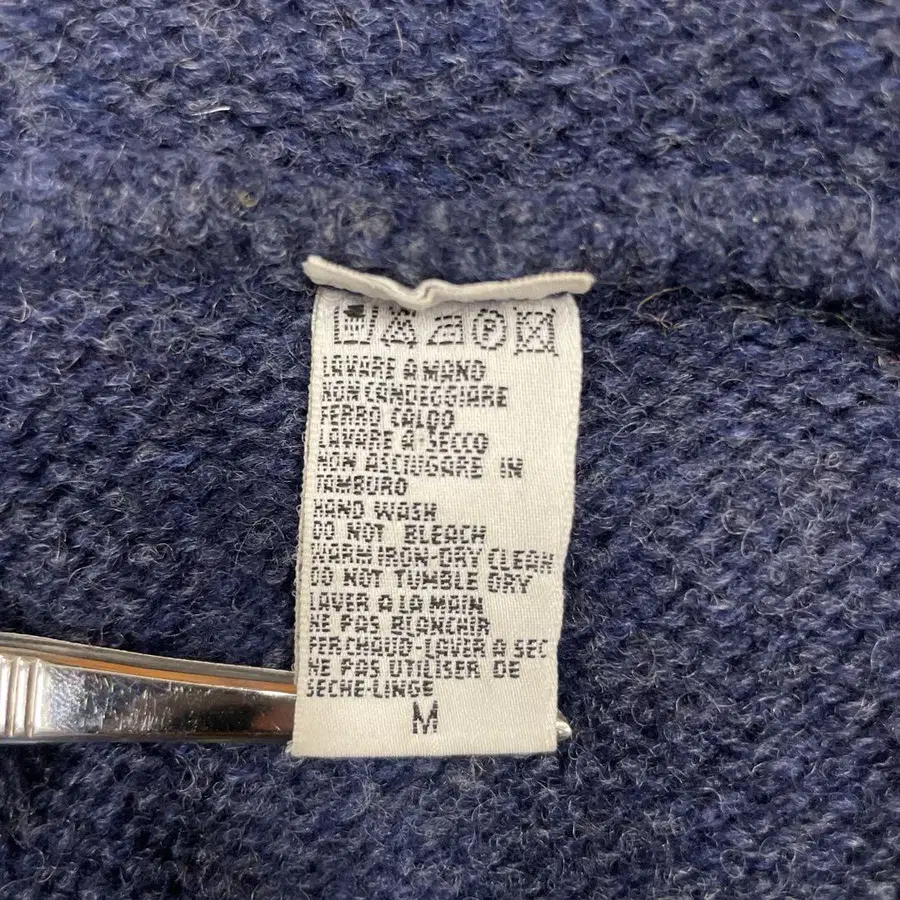 LAVARE A MANO
NON CANDEGGIARE
FERRO CALDO
LAVARE A SECCO
NON ASCIUGARE IN
TAMBURO
HAND WASH
DO NOT BLEACH
WARM IRON-DRY CLEAN
DO NOT TUMBLE DRY
LAVER A LA MAIN
NE PAS BLANCHIR
FER CHAUD-LAVER A SEC
NE PAS UTILISER DE
SECHE-LINGE
M